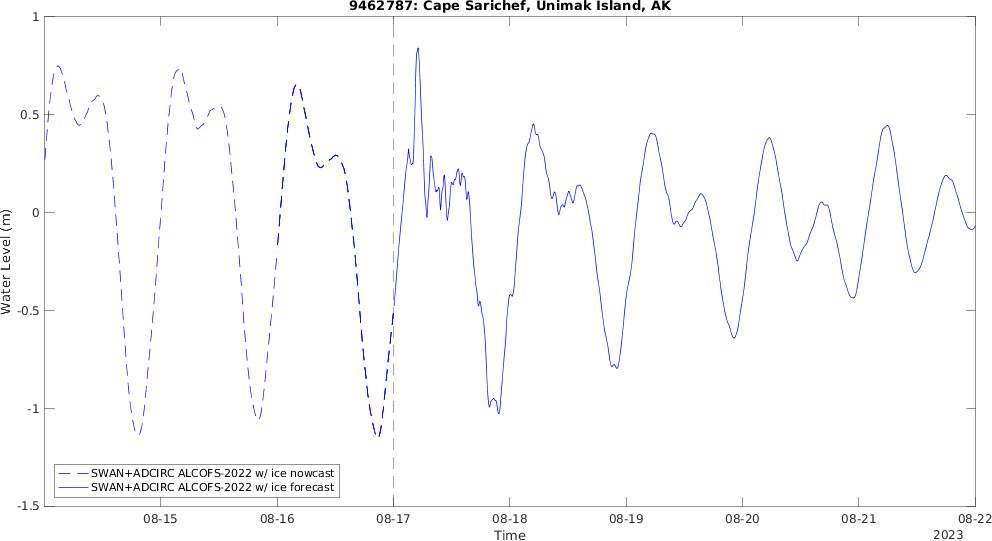 9462787: Cape Sarichef, Unimak Island, AK
1
0.5
0
-0.5
-1
-1.5
Water Level (m)
SWAN+ADCIRC ALCOFS-2022 w/ ice nowcast
SWAN+ADCIRC ALCOFS-2022 w/ ice forecast
08-15 08-16 08-17 08-18 08-19 08-20 08-21 08-22
Time
2023